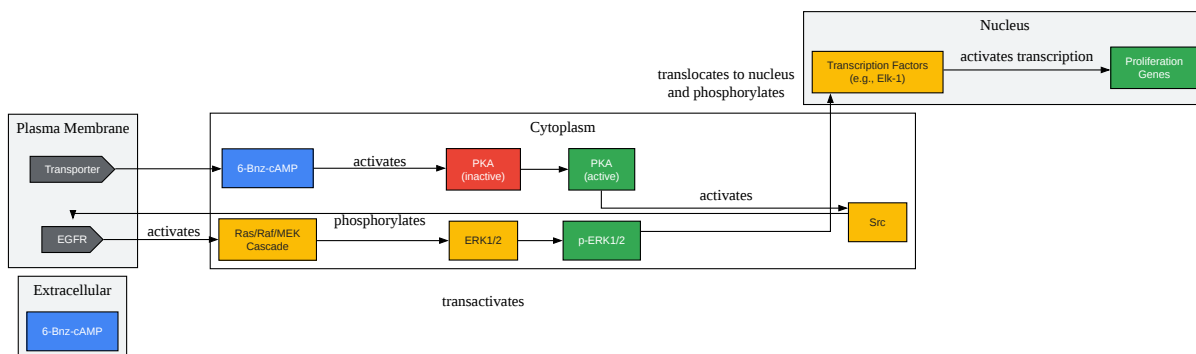 Nucleus
Transcription Factors
(e.g., Elk-1)
activates transcription
Proliferation
Genes
translocates to nucleus
and phosphorylates
Plasma Membrane
Transporter
EGFR
Cytoplasm
6-Bnz-cAMP
activates
PKA
(inactive)
PKA
(active)
activates
Src
activates
Ras/Raf/MEK
Cascade
phosphorylates
ERK1/2
p-ERK1/2
transactivates
Extracellular
6-Bnz-cAMP